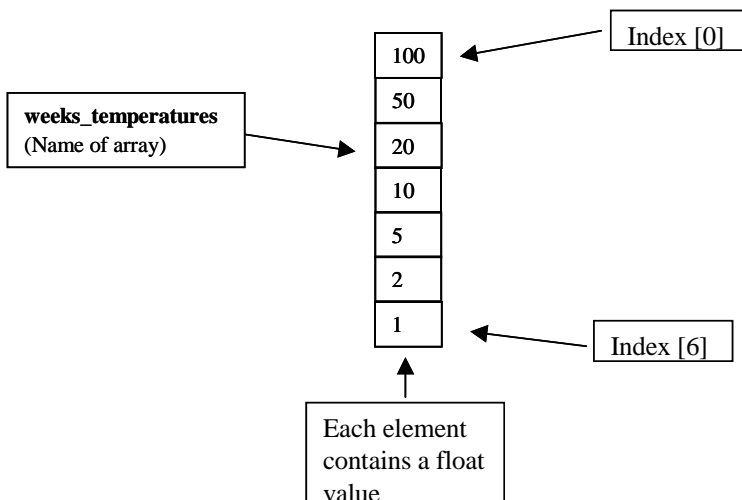 100
Index [0]
50
weeks_temperatures
(Name of array)
20
10
5
2
1
Index [6]
Each element
contains a float
value